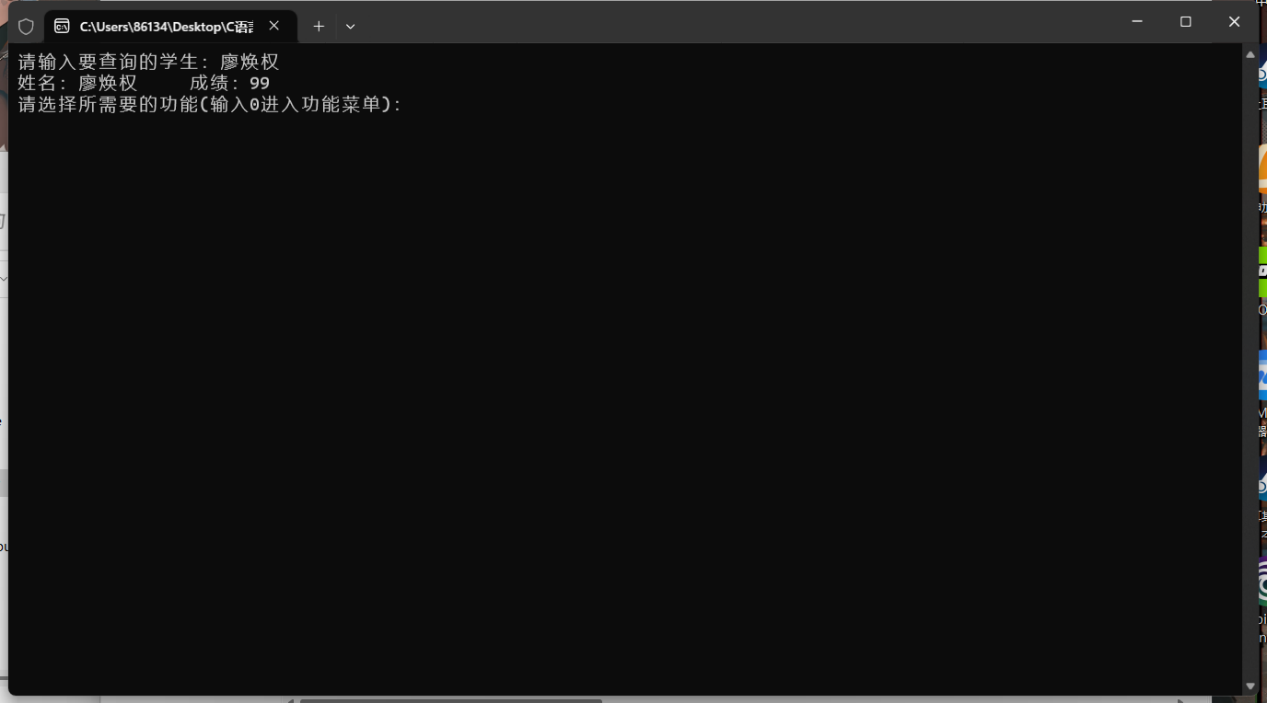 C:\Users\86134\Desktop\C语
请输入要查询的学生: 廖焕权
姓名: 廖焕权 成绩: 99
请选择所需要的功能(输入0进入功能菜单):